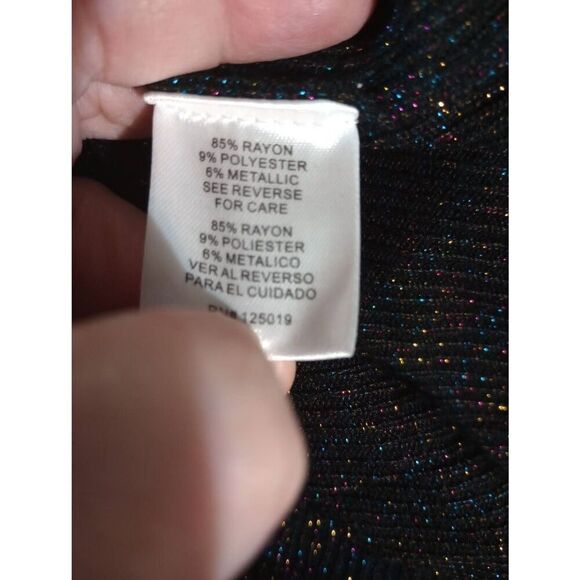 85% RAYON
9% POLYESTER
6% METALLIC
SEE REVERSE
FOR CARE
85% RAYON
9% POLIESTER
6% METALICO
VER AL REVERSO
PARA EL CUIDADO
RN# 125019